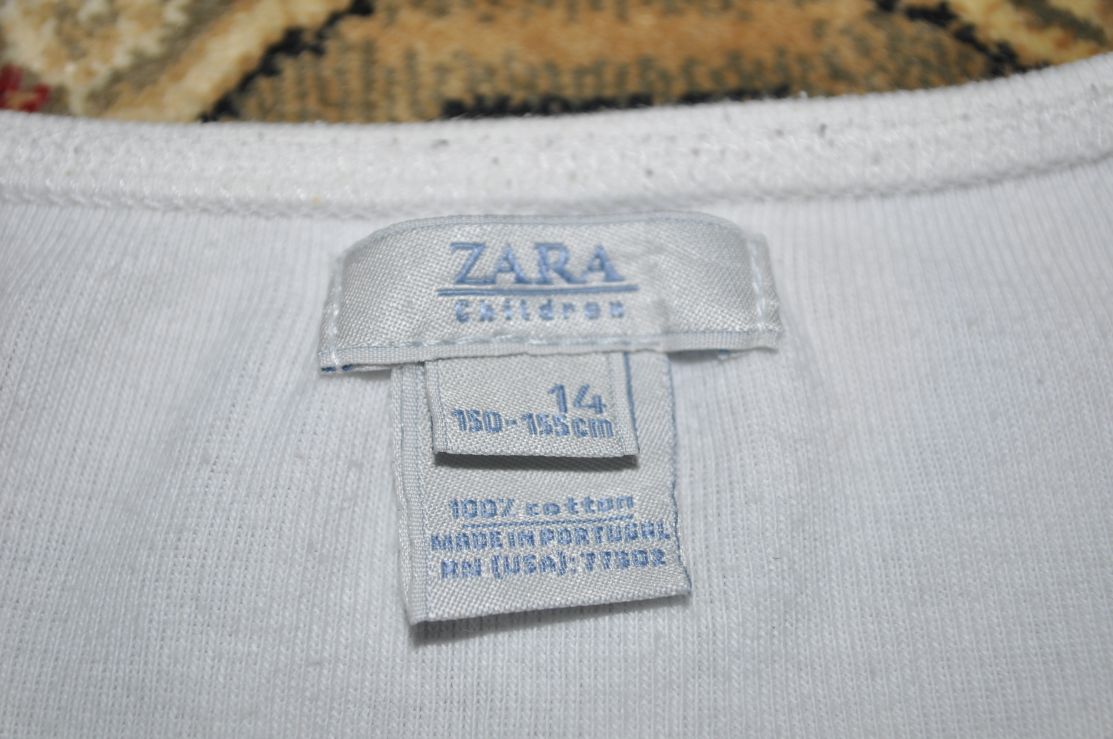 ZARA
Children
14
150-155cm
100% cotton
MADE IN PORTUGAL
RN (USA): 77302